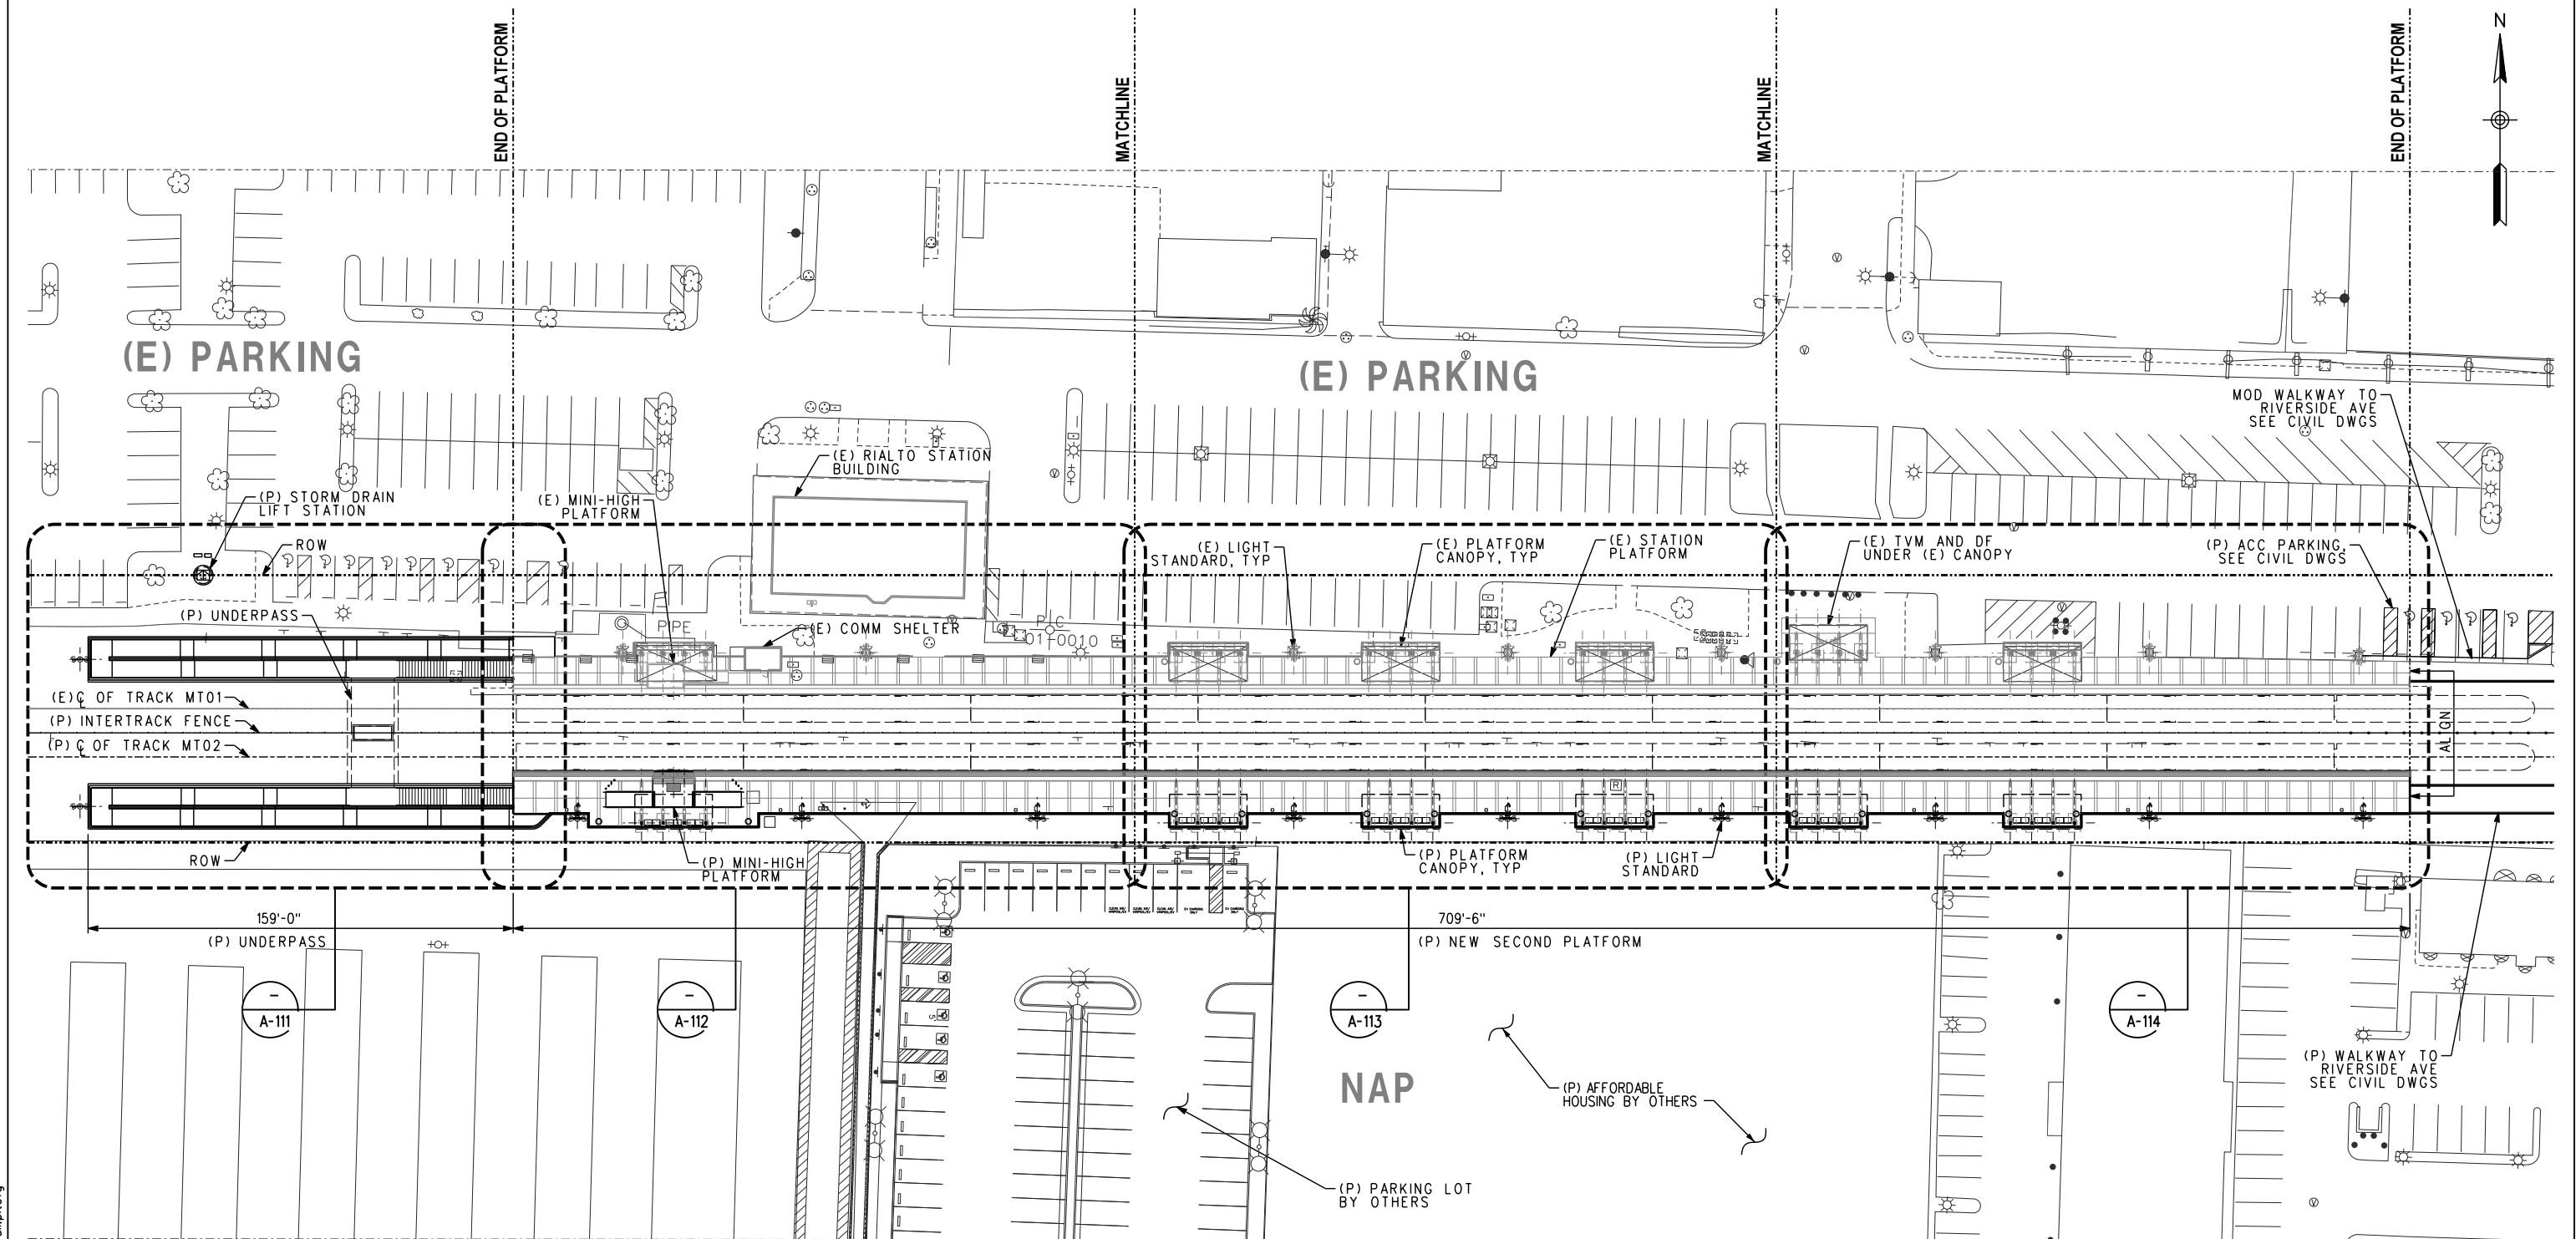 END OF PLATFORM
MATCHLINE
MATCHLINE
END OF PLATFORM
N
(E) PARKING
(E) PARKING
MOD WALKWAY TO
RIVERSIDE AVE
SEE CIVIL DWGS
(E) RIALTO STATION
BUILDING
(P) STORM DRAIN
LIFT STATION
(E) MINI-HIGH
PLATFORM
ROW
(E) LIGHT
STANDARD, TYP
(E) PLATFORM
CANOPY, TYP
(E) STATION
PLATFORM
(E) TVM AND DF
UNDER (E) CANOPY
(P) ACC PARKING,
SEE CIVIL DWGS
(P) UNDERPASS
PIPE
(E) COMM SHELTER
P.I.C
01-0010
(E) ℄ OF TRACK MT01
(P) INTERTRACK FENCE
(P) ℄ OF TRACK MT02
ALIGN
R
ROW
(P) MINI-HIGH
PLATFORM
(P) PLATFORM
CANOPY, TYP
(P) LIGHT
STANDARD
159'-0"
(P) UNDERPASS
709'-6"
(P) NEW SECOND PLATFORM
-
A-111
-
A-112
-
A-113
-
A-114
(P) WALKWAY TO
RIVERSIDE AVE
SEE CIVIL DWGS
NAP
(P) AFFORDABLE
HOUSING BY OTHERS
(P) PARKING LOT
BY OTHERS